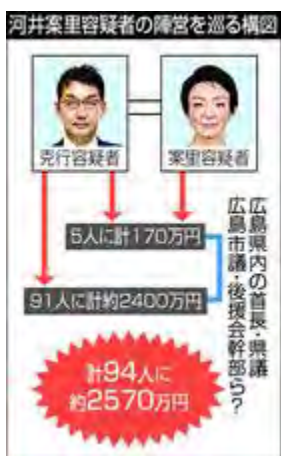 河井案里容疑者の陣営を巡る構図
克行容疑者
案里容疑者
5人に計170万円
91人に計約2400万円
広島県内の首長・県議
広島市議・後援会幹部ら？
計94人に
約2570万円